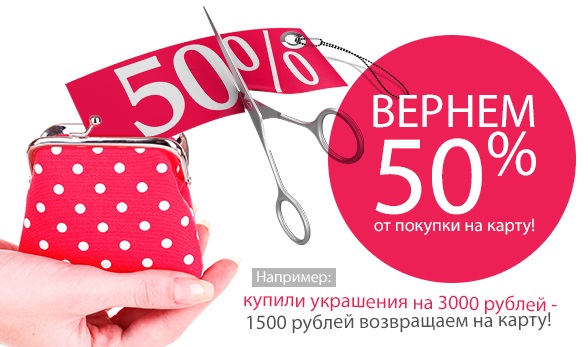 50%
ВЕРНЕМ
50%
от покупки на карту!
Например:
купили украшения на 3000 рублей -
1500 рублей возвращаем на карту!